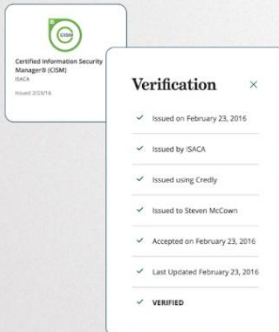 CISM
Certified Information Security
Manager® (CISM)
ISACA
Issued 2/23/16
Verification
Issued on February 23, 2016
Issued by ISACA
Issued using Credly
Issued to Steven McCown
Accepted on February 23, 2016
Last Updated February 23, 2016
VERIFIED